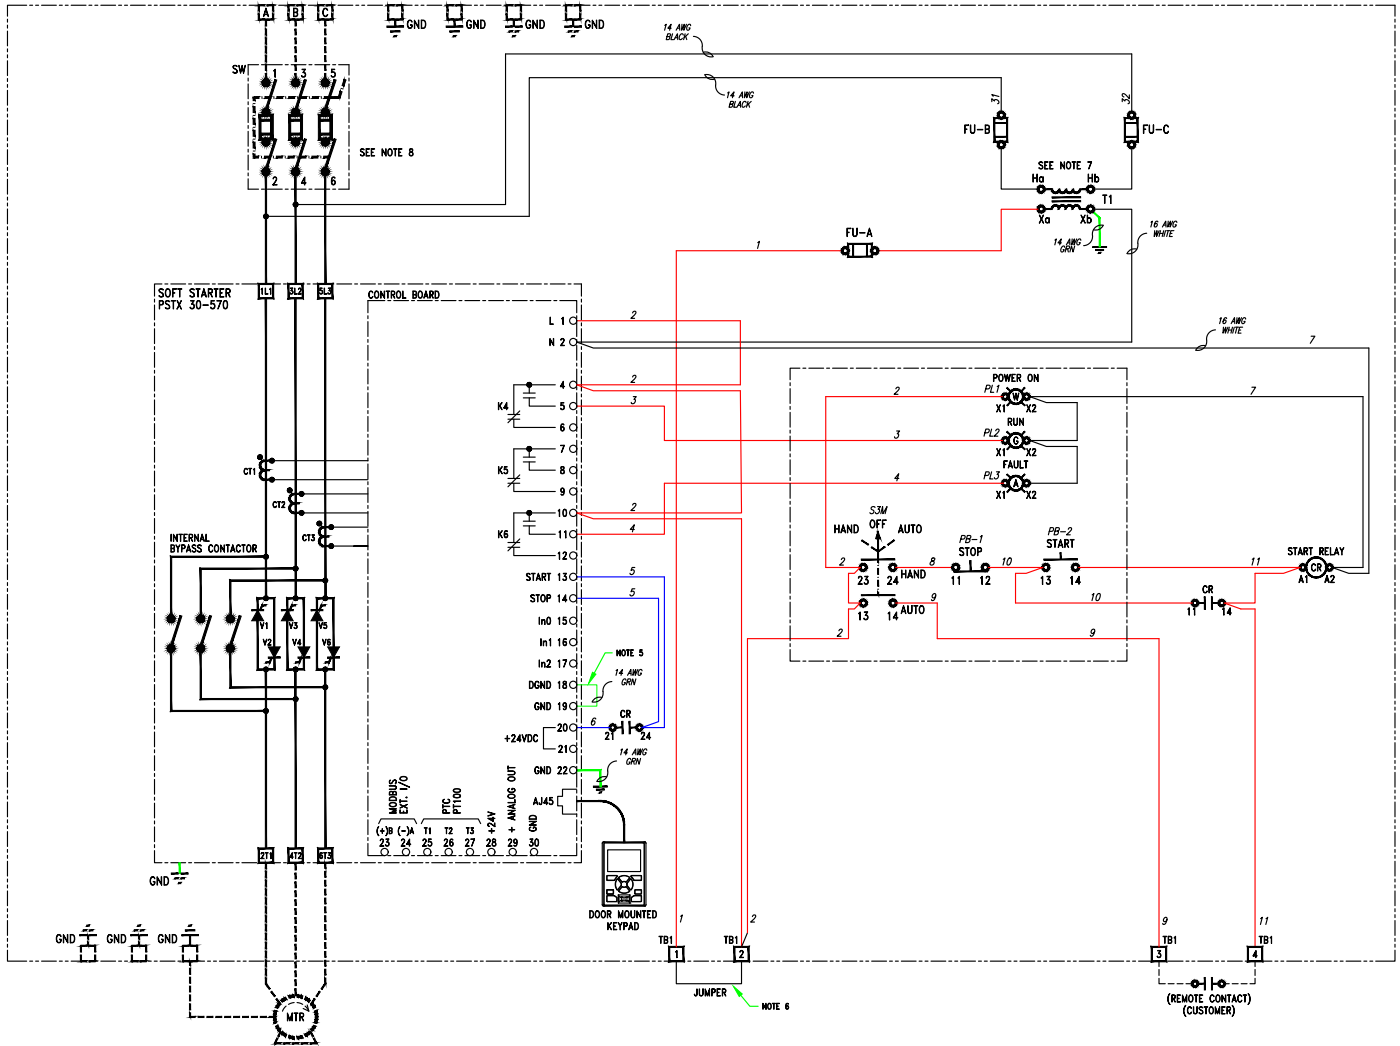 A B C
GND GND GND GND
14 AWG
BLACK
14 AWG
BLACK
SW
1 3 5
2 4 6
SEE NOTE 8
31 32
FU-B FU-C
SEE NOTE 7
Ha Hb
T1
Xa Xb
14 AWG
GRN
16 AWG
WHITE
FU-A
1
SOFT STARTER
PSTX 30-570
1L1 3L2 5L3
CONTROL BOARD
L 1 2
N 2
16 AWG
WHITE
7
4 2
K4
5 3
6
7
K5
8
9
10 2
K6
11 4
12
START 13 5
STOP 14 5
In0 15
In1 16
In2 17
DGND 18
GND 19
20
+24VDC
21
GND 22
NOTE 5
14 AWG
GRN
6
CR
21 24
14 AWG
GRN
AJ45
MODBUS
EXT. I/O
PTC
PT100
+24V
+ ANALOG OUT
GND
(+)B (-)A T1 T2 T3
23 24 25 26 27 28 29 30
CT1
CT2
CT3
INTERNAL
BYPASS CONTACTOR
V1 V3 V5
V2 V4 V6
2T1 4T2 6T3
GND
DOOR MOUNTED
KEYPAD
POWER ON
2 PL1 W 7
X1 X2
RUN
3 PL2 G
X1 X2
FAULT
4 PL3 A
X1 X2
S3M
HAND OFF AUTO
2
23 24
HAND
8
PB-1
STOP
11 12
10
PB-2
START
13 14
11
START RELAY
CR
A1 A2
13 14
AUTO
9
10
CR
11 14
2
9
1 2 9 11
TB1 TB1 TB1 TB1
1 2 3 4
JUMPER
NOTE 6
(REMOTE CONTACT)
(CUSTOMER)
GND GND GND
MTR